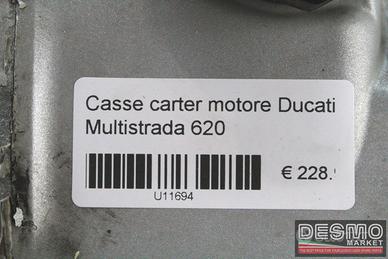 Casse carter motore Ducati
Multistrada 620
€ 228.
U11694
DESMO
MARKET